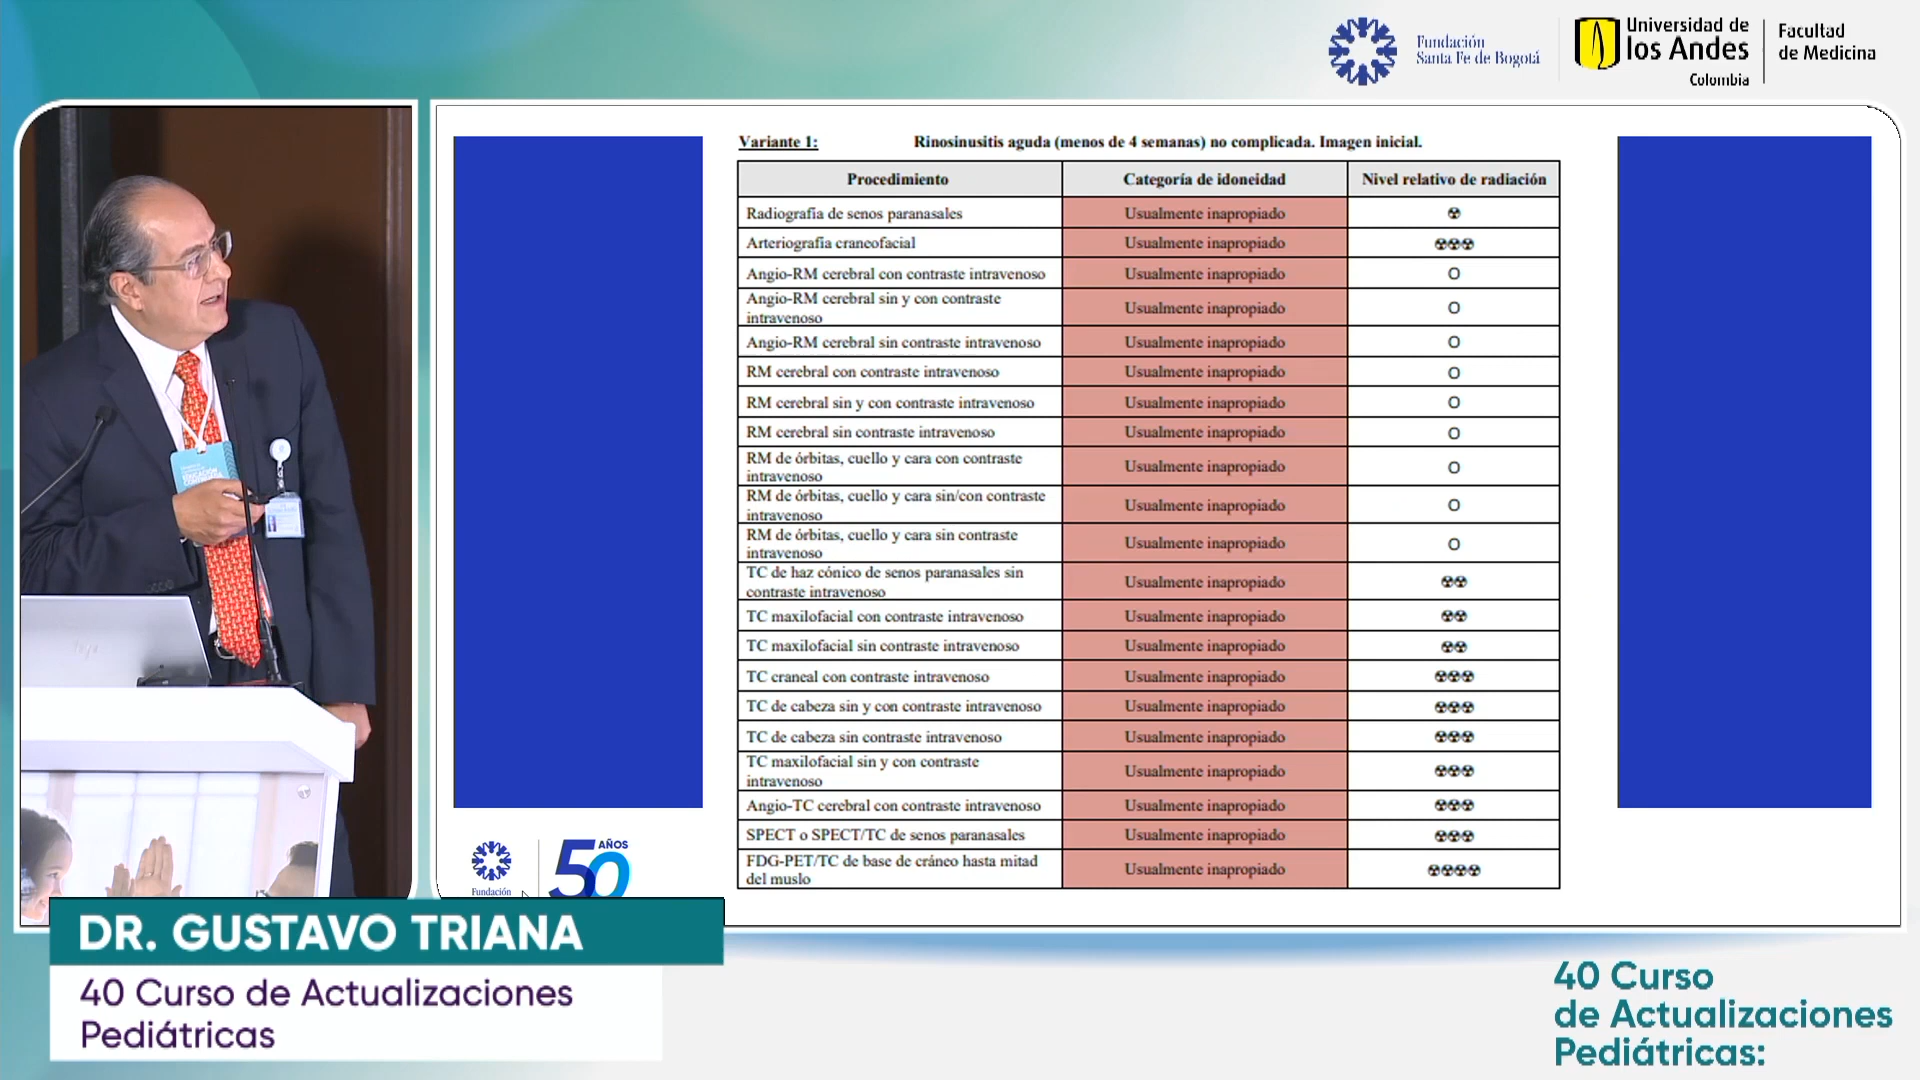 Fundación
Santa Fe de Bogotá
Universidad de
los Andes
Colombia
Facultad
de Medicina
Variante 1: Rinosinusitis aguda (menos de 4 semanas) no complicada. Imagen inicial.
Procedimiento Categoría de idoneidad Nivel relativo de radiación
Radiografía de senos paranasales Usualmente inapropiado ☢
Arteriografía craneofacial Usualmente inapropiado ☢☢☢
Angio-RM cerebral con contraste intravenoso Usualmente inapropiado O
Angio-RM cerebral sin y con contraste
intravenoso Usualmente inapropiado O
Angio-RM cerebral sin contraste intravenoso Usualmente inapropiado O
RM cerebral con contraste intravenoso Usualmente inapropiado O
RM cerebral sin y con contraste intravenoso Usualmente inapropiado O
RM cerebral sin contraste intravenoso Usualmente inapropiado O
RM de órbitas, cuello y cara con contraste
intravenoso Usualmente inapropiado O
RM de órbitas, cuello y cara sin/con contraste
intravenoso Usualmente inapropiado O
RM de órbitas, cuello y cara sin contraste
intravenoso Usualmente inapropiado O
TC de haz cónico de senos paranasales sin
contraste intravenoso Usualmente inapropiado ☢☢
TC maxilofacial con contraste intravenoso Usualmente inapropiado ☢☢
TC maxilofacial sin contraste intravenoso Usualmente inapropiado ☢☢
TC craneal con contraste intravenoso Usualmente inapropiado ☢☢☢
TC de cabeza sin y con contraste intravenoso Usualmente inapropiado ☢☢☢
TC de cabeza sin contraste intravenoso Usualmente inapropiado ☢☢☢
TC maxilofacial sin y con contraste
intravenoso Usualmente inapropiado ☢☢☢
Angio-TC cerebral con contraste intravenoso Usualmente inapropiado ☢☢☢
SPECT o SPECT/TC de senos paranasales Usualmente inapropiado ☢☢☢
FDG-PET/TC de base de cráneo hasta mitad
del muslo Usualmente inapropiado ☢☢☢☢
Fundación
50 AÑOS
EDUCACIÓN
CONTINUA
hp
DR. GUSTAVO TRIANA
40 Curso de Actualizaciones
Pediátricas
40 Curso
de Actualizaciones
Pediátricas: